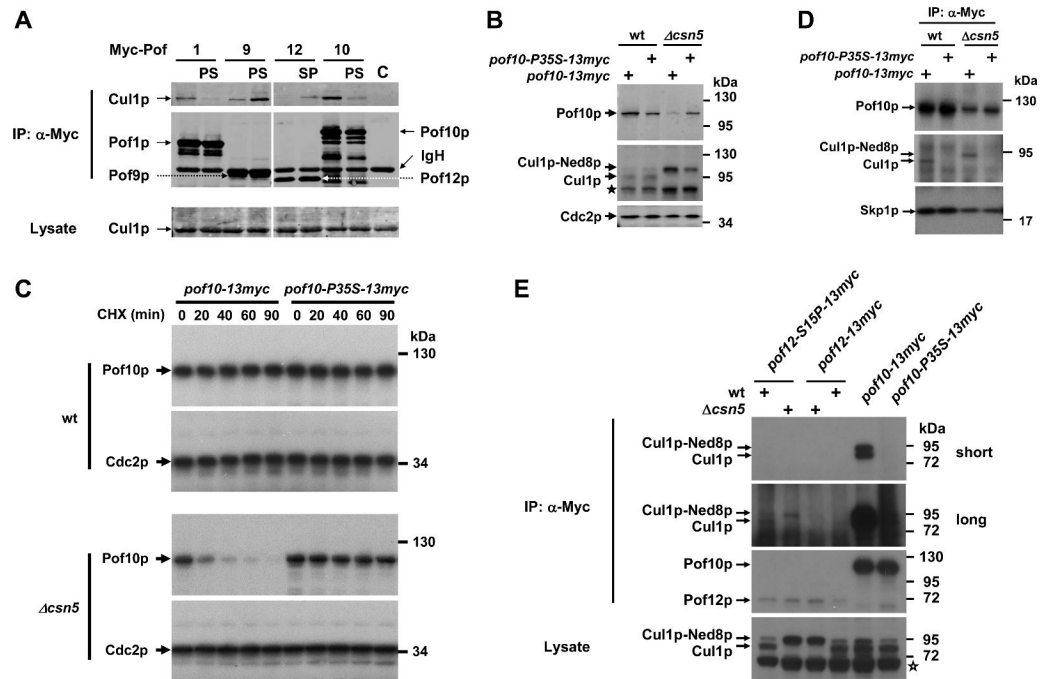 A
Myc-Pof
1 9 12 10
PS PS SP PS C
Cul1p
IP: α-Myc
Pof1p
Pof9p
Pof10p
IgH
Pof12p
Lysate Cul1p
B
wt Δcsn5
pof10-P35S-13myc + +
pof10-13myc + +
kDa
Pof10p
130
95
Cul1p-Ned8p
Cul1p
95
72
Cdc2p
34
D
IP: α-Myc
wt Δcsn5
pof10-P35S-13myc + +
pof10-13myc + +
kDa
Pof10p
130
Cul1p-Ned8p
Cul1p
95
Skp1p
17
C
pof10-13myc pof10-P35S-13myc
CHX (min) 0 20 40 60 90 0 20 40 60 90
kDa
130
Pof10p
wt
Cdc2p
34
130
Pof10p
Δcsn5
Cdc2p
34
E
pof12-S15P-13myc
pof12-13myc
pof10-13myc
pof10-P35S-13myc
wt + +
Δcsn5 + +
kDa
Cul1p-Ned8p 95 short
Cul1p 72
IP: α-Myc
Cul1p-Ned8p 95 long
Cul1p 72
Pof10p 130
95
Pof12p 72
Lysate
Cul1p-Ned8p 95
Cul1p 72